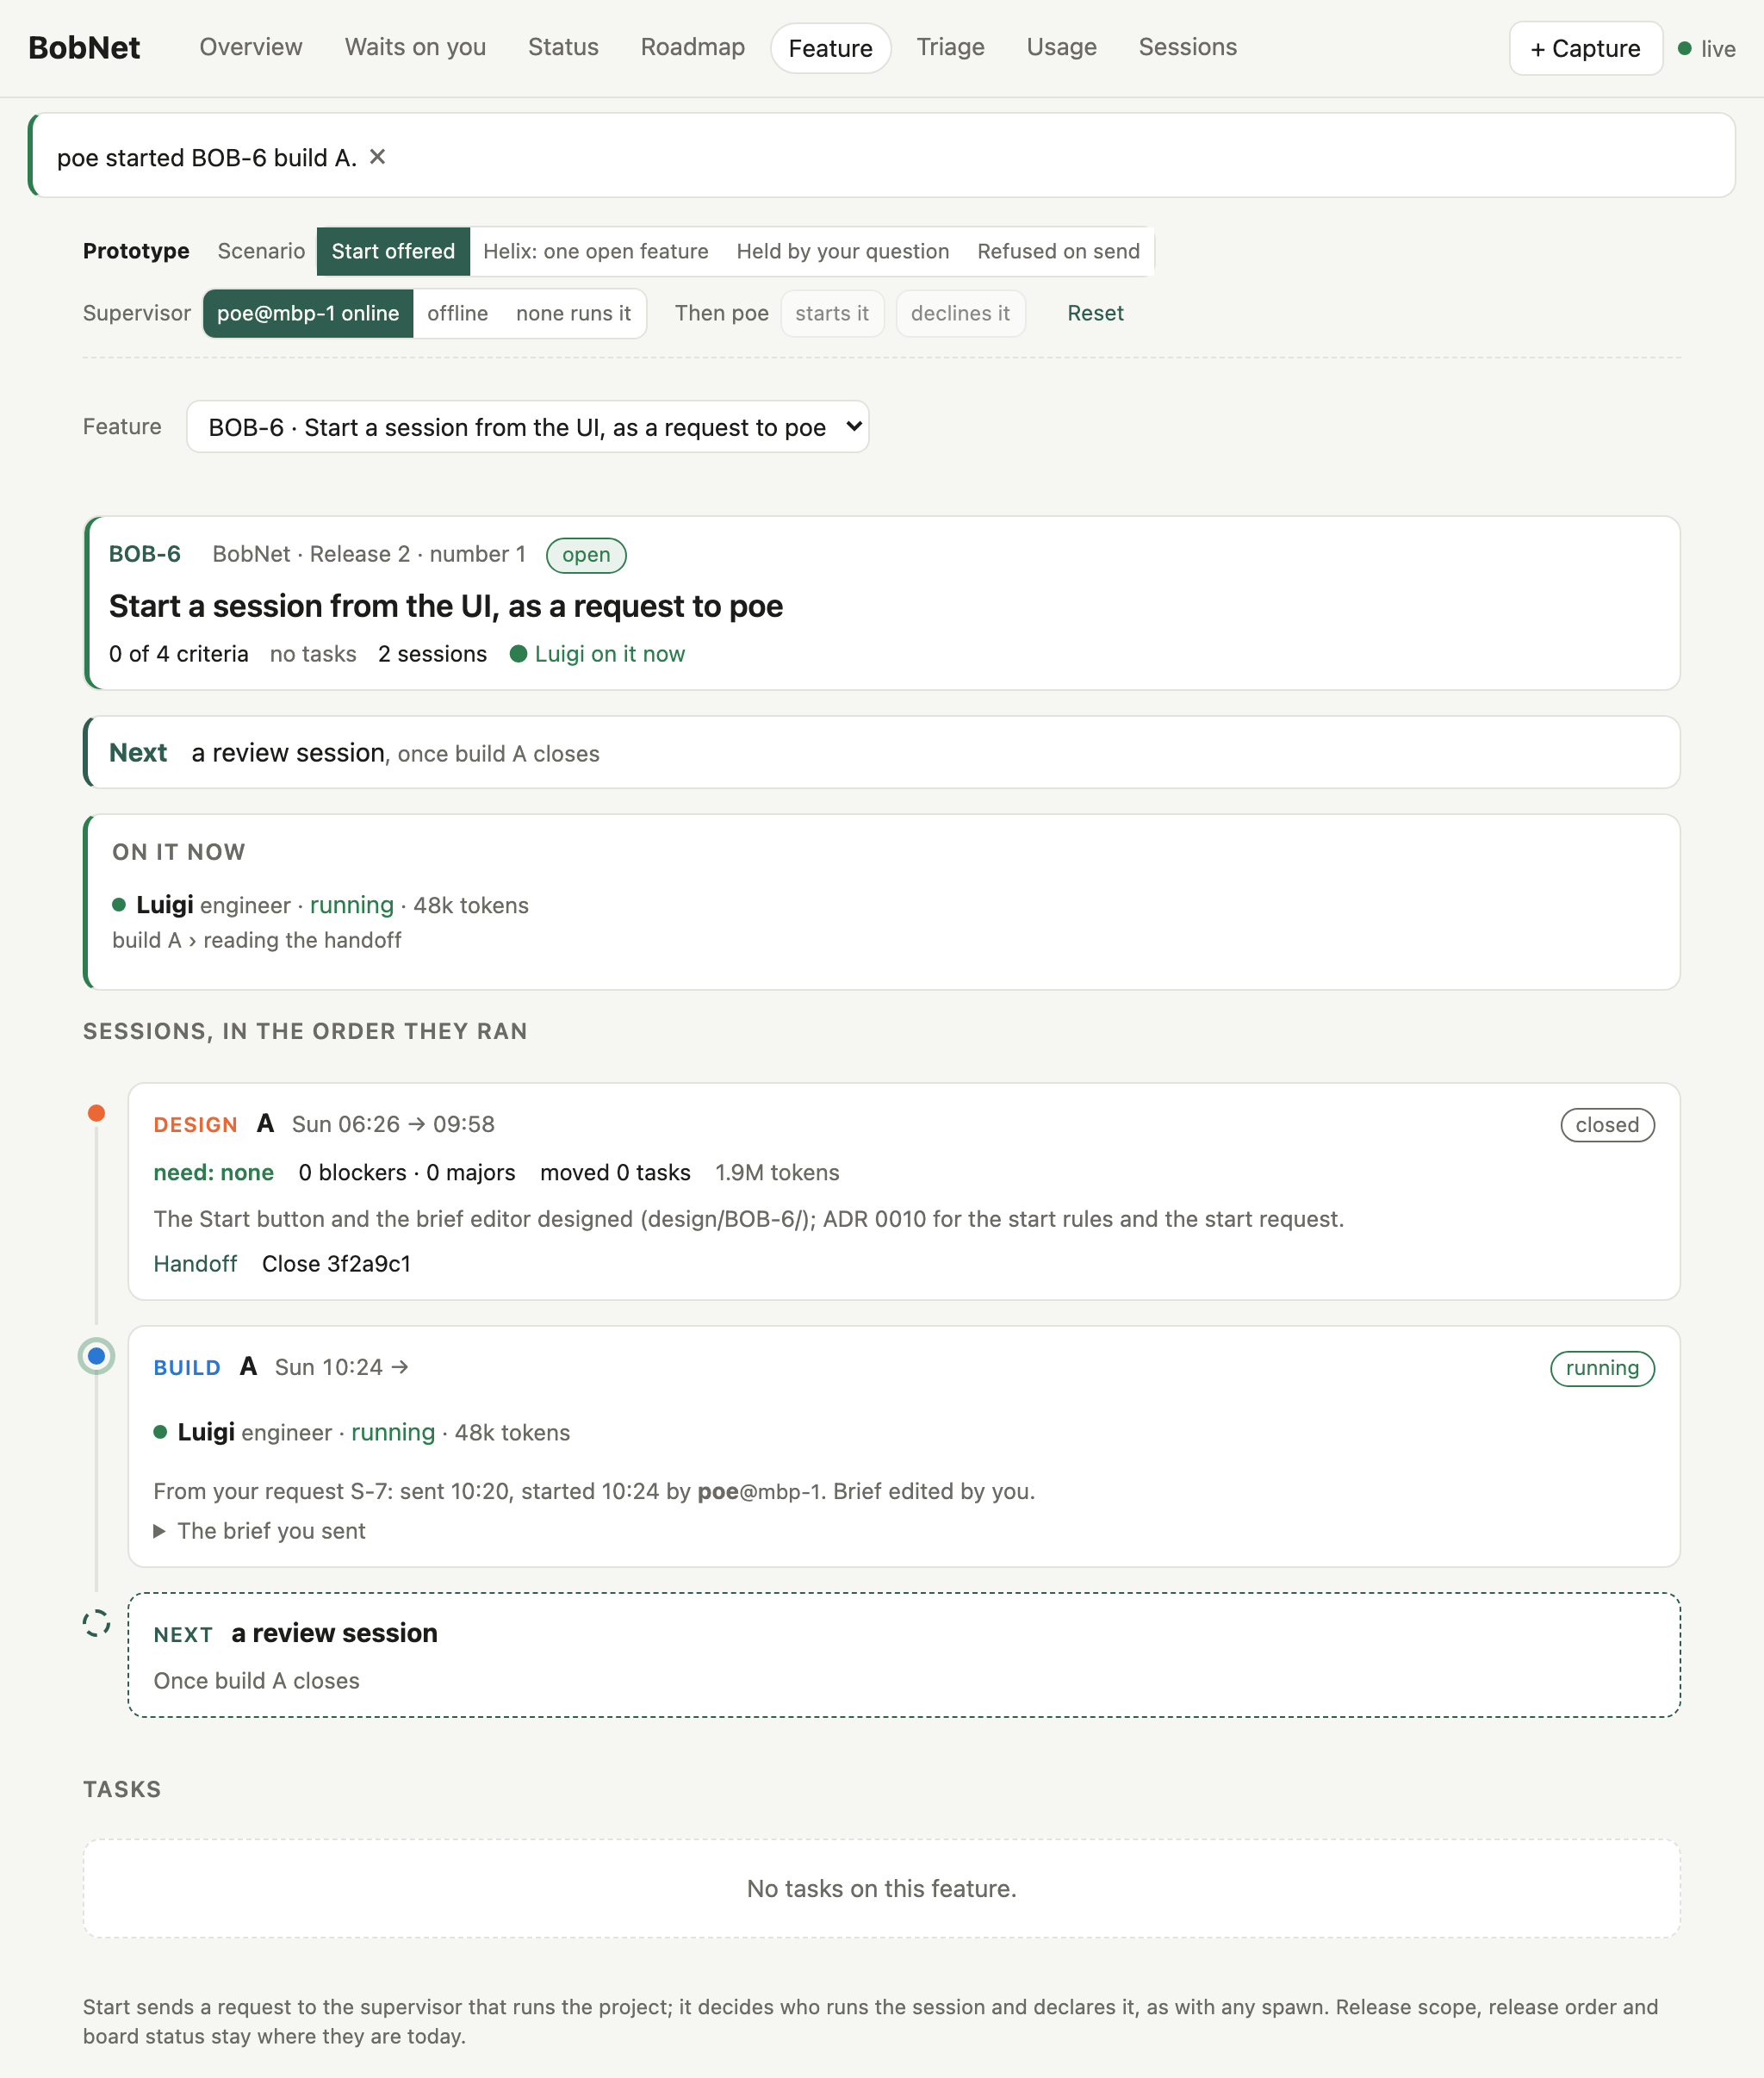 BobNet Overview Waits on you Status Roadmap Feature Triage Usage Sessions + Capture live
poe started BOB-6 build A. ✕
Prototype Scenario Start offered Helix: one open feature Held by your question Refused on send
Supervisor poe@mbp-1 online offline none runs it Then poe starts it declines it Reset
Feature BOB-6 · Start a session from the UI, as a request to poe
BOB-6 BobNet · Release 2 · number 1 open
Start a session from the UI, as a request to poe
0 of 4 criteria no tasks 2 sessions Luigi on it now
Next a review session, once build A closes
ON IT NOW
Luigi engineer · running · 48k tokens
build A › reading the handoff
SESSIONS, IN THE ORDER THEY RAN
DESIGN A Sun 06:26 → 09:58 closed
need: none 0 blockers · 0 majors moved 0 tasks 1.9M tokens
The Start button and the brief editor designed (design/BOB-6/); ADR 0010 for the start rules and the start request.
Handoff Close 3f2a9c1
BUILD A Sun 10:24 → running
Luigi engineer · running · 48k tokens
From your request S-7: sent 10:20, started 10:24 by poe@mbp-1. Brief edited by you.
▶ The brief you sent
NEXT a review session
Once build A closes
TASKS
No tasks on this feature.
Start sends a request to the supervisor that runs the project; it decides who runs the session and declares it, as with any spawn. Release scope, release order and
board status stay where they are today.